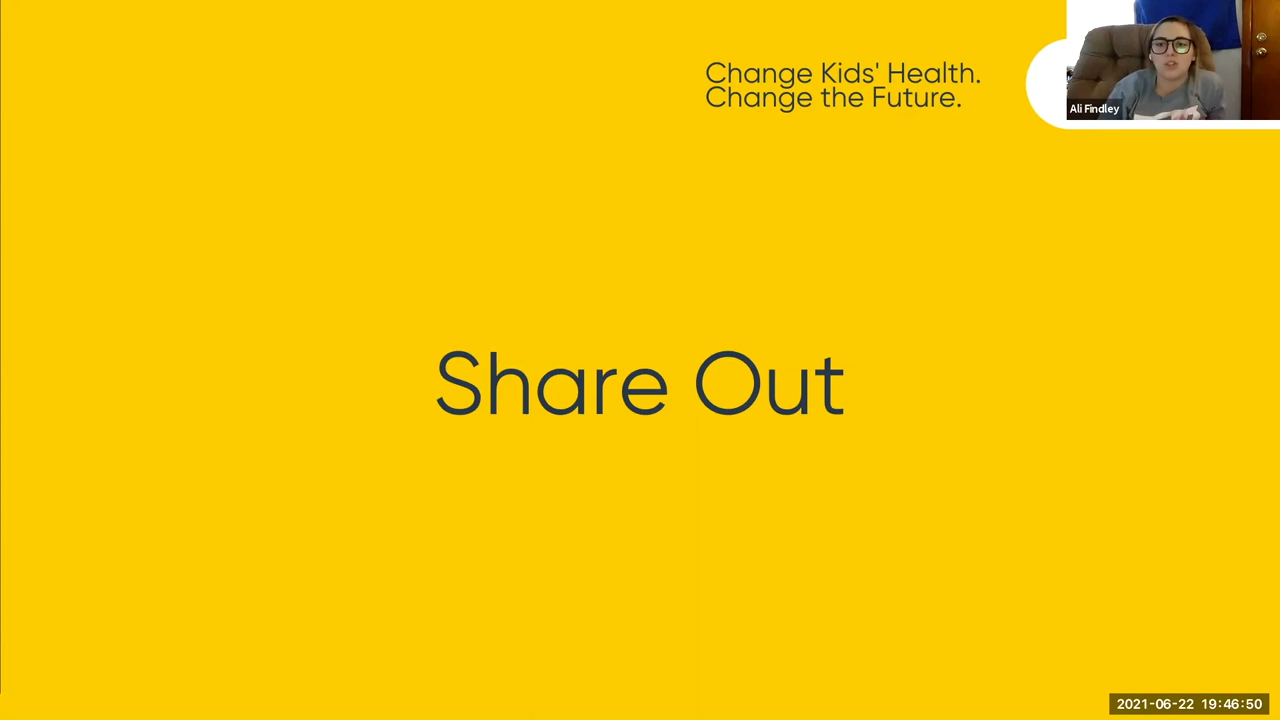 Change Kids' Health.
Change the Future.
Ali Findley
Share Out
2021-06-22 19:46:50